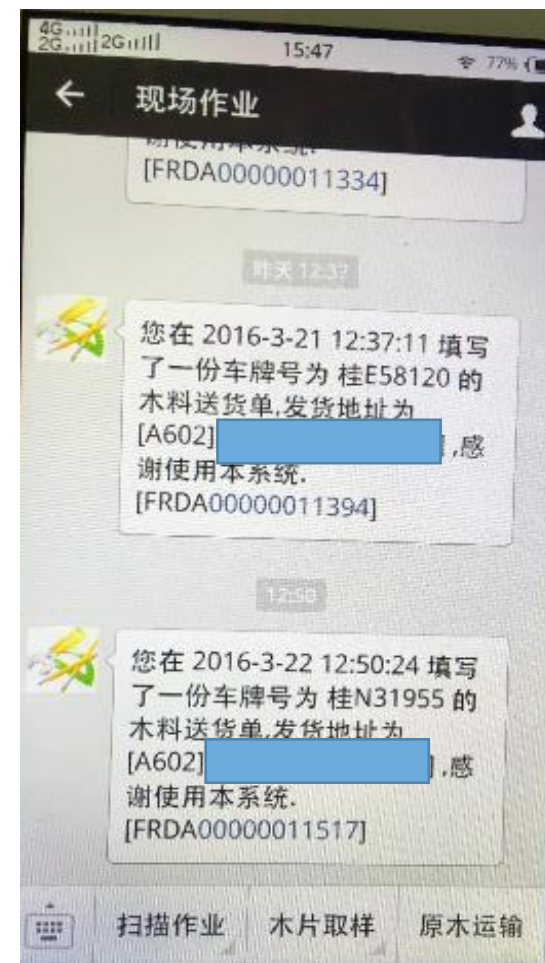 4G
2G 2G 15:47 77%
现场作业
谢使用本系统.
[FRDA00000011334]
昨天 12:37
您在 2016-3-21 12:37:11 填写
了一份车牌号为 桂E58120 的
木料送货单,发货地址为
[A602] ,感
谢使用本系统.
[FRDA00000011394]
12:50
您在 2016-3-22 12:50:24 填写
了一份车牌号为 桂N31955 的
木料送货单,发货地址为
[A602] ] ,感
谢使用本系统.
[FRDA00000011517]
扫描作业 木片取样 原木运输